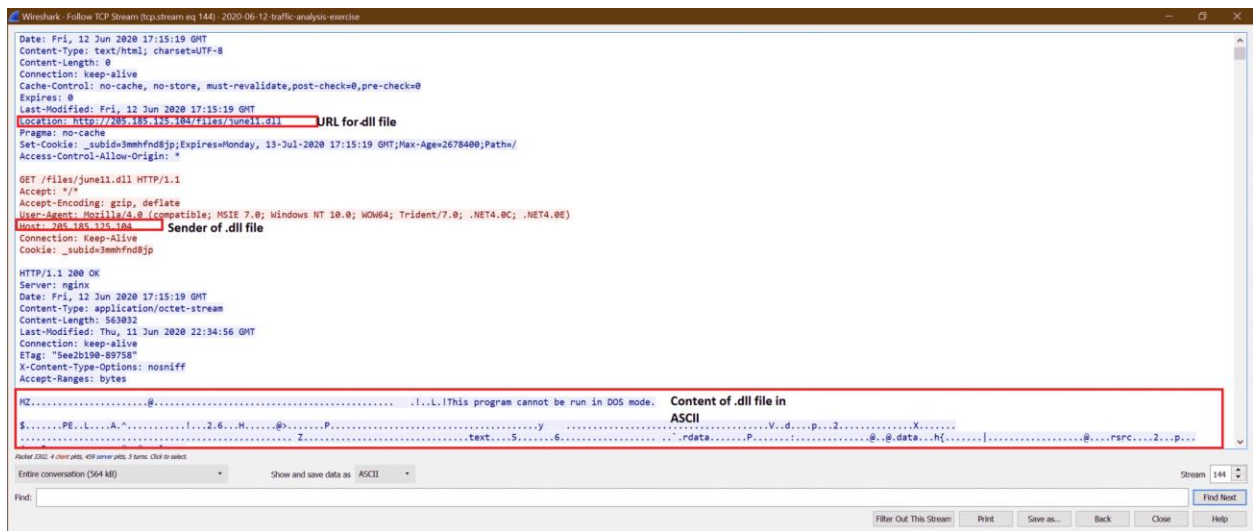 Wireshark · Follow TCP Stream (tcp.stream eq 144) · 2020-06-12-traffic-analysis-exercise
Date: Fri, 12 Jun 2020 17:15:19 GMT
Content-Type: text/html; charset=UTF-8
Content-Length: 0
Connection: keep-alive
Cache-Control: no-cache, no-store, must-revalidate,post-check=0,pre-check=0
Expires: 0
Last-Modified: Fri, 12 Jun 2020 17:15:19 GMT
Location: http://205.185.125.104/files/june11.dll URL for dll file
Pragma: no-cache
Set-Cookie: _subid=3mmhfnd8jp;Expires=Monday, 13-Jul-2020 17:15:19 GMT;Max-Age=2678400;Path=/
Access-Control-Allow-Origin: *
GET /files/june11.dll HTTP/1.1
Accept: */*
Accept-Encoding: gzip, deflate
User-Agent: Mozilla/4.0 (compatible; MSIE 7.0; Windows NT 10.0; WOW64; Trident/7.0; .NET4.0C; .NET4.0E)
Host: 205.185.125.104 Sender of .dll file
Connection: Keep-Alive
Cookie: _subid=3mmhfnd8jp
HTTP/1.1 200 OK
Server: nginx
Date: Fri, 12 Jun 2020 17:15:19 GMT
Content-Type: application/octet-stream
Content-Length: 563032
Last-Modified: Thu, 11 Jun 2020 22:34:56 GMT
Connection: keep-alive
ETag: "5ee2b190-89758"
X-Content-Type-Options: nosniff
Accept-Ranges: bytes
MZ......................@.......................................... .!..L.!This program cannot be run in DOS mode. Content of .dll file in
ASCII
$.......PE..L.....A.^...........!...2.6...H......@>.......P..............................y ..................................V..d....p...2............X.......
............................................Z........................text....5.......6.................. ..`.rdata.......P.......:..............@..@.data...h{.......|..................@....rsrc....2...p...
Packet 2302. 4 client pkts, 459 server pkts, 5 turns. Click to select.
Entire conversation (564 kB) Show and save data as ASCII Stream 144
Find: Find Next
Filter Out This Stream Print Save as... Back Close Help